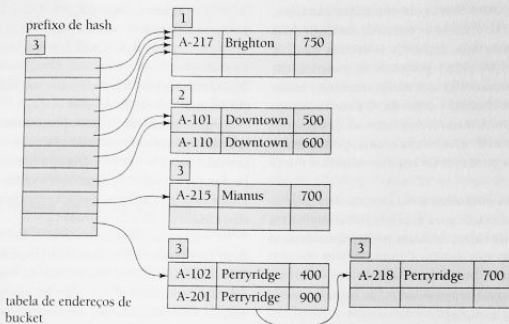 prefixo de hash
3
1
A-217 Brighton 750
2
A-101 Downtown 500
A-110 Downtown 600
3
A-215 Mianus 700
3
A-102 Perryridge 400
A-201 Perryridge 900
3
A-218 Perryridge 700
tabela de endereços de
bucket